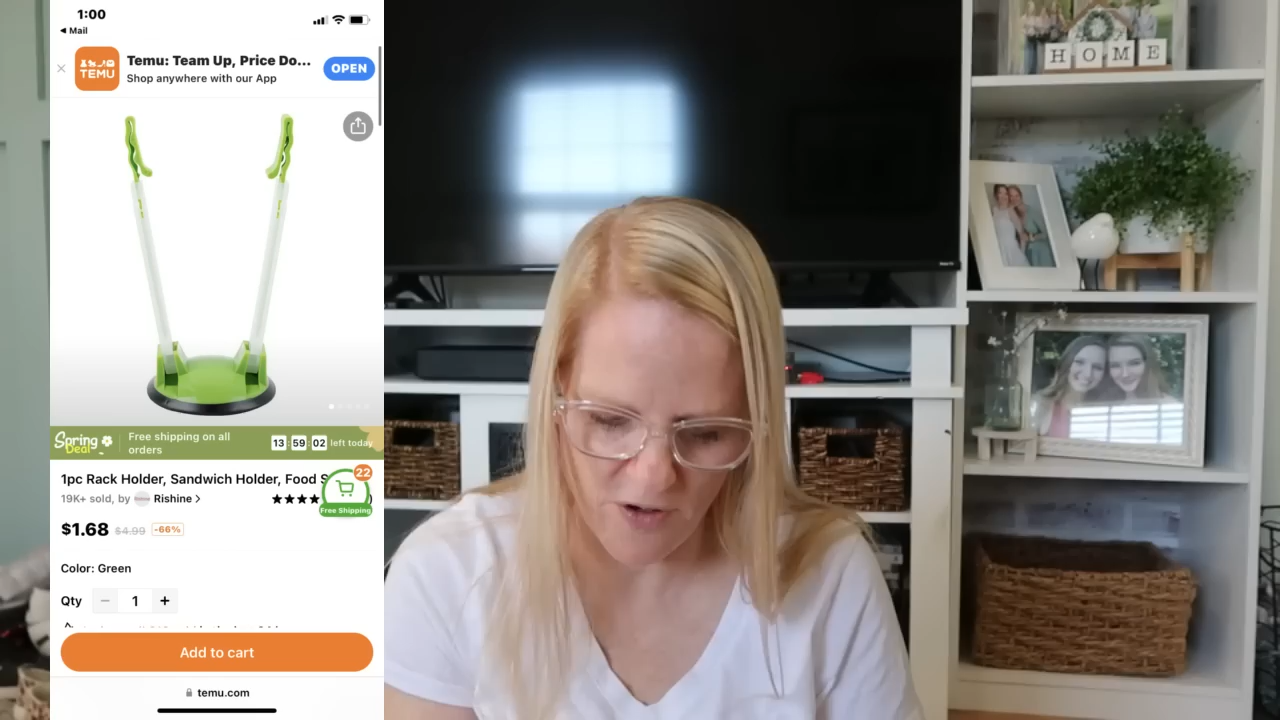 1:00
Mail
TEMU
Temu: Team Up, Price Do...
Shop anywhere with our App
OPEN
Spring Deal
Free shipping on all orders
13:59:02 left today
1pc Rack Holder, Sandwich Holder, Food
22
Free Shipping
19K+ sold, by Rishine
$1.68 $4.99 -66%
Color: Green
Qty 1
Add to cart
temu.com
HOME